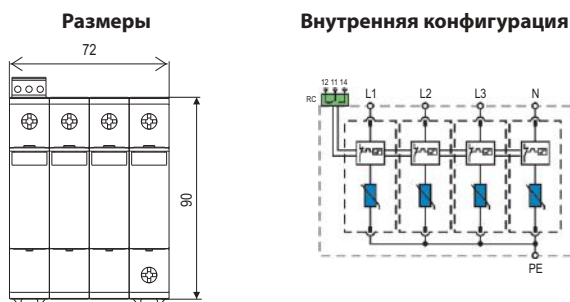 Размеры
Внутренняя конфигурация
72
90
12 11 14
RC
L1 L2 L3 N
PE